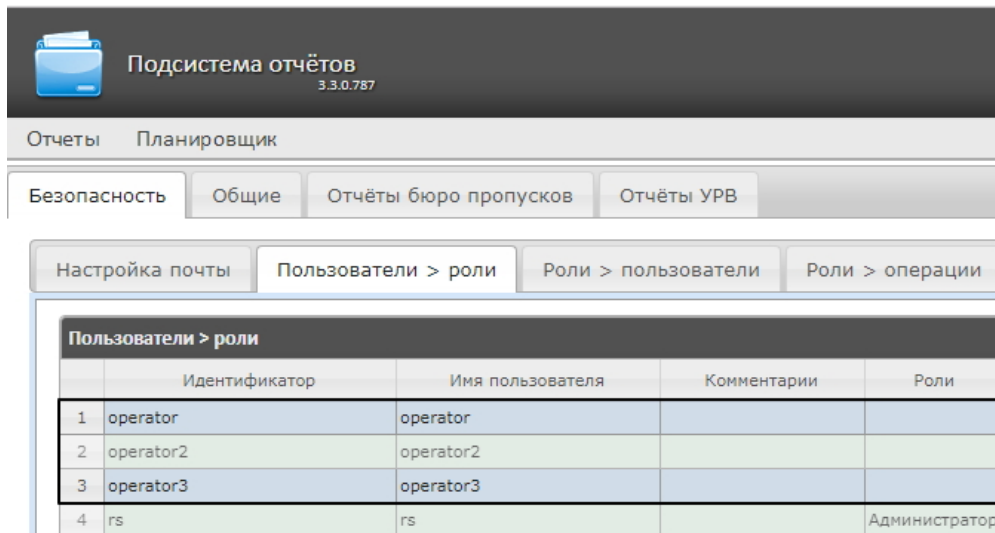 Подсистема отчётов
3.3.0.787
Отчеты Планировщик
Безопасность Общие Отчёты бюро пропусков Отчёты УРВ
Настройка почты Пользователи > роли Роли > пользователи Роли > операции
Пользователи > роли
Идентификатор Имя пользователя Комментарии Роли
1 operator operator
2 operator2 operator2
3 operator3 operator3
4 rs rs Администратор